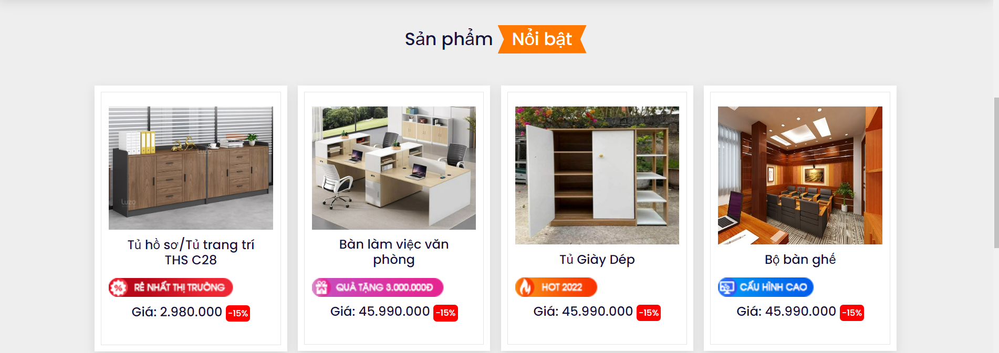 Sản phẩm Nổi bật
Luzo
Luzo
Tủ hồ sơ/Tủ trang trí
THS C28
RẺ NHẤT THỊ TRƯỜNG
Giá: 2.980.000 -15%
Bàn làm việc văn
phòng
QUÀ TẶNG 3.000.000Đ
Giá: 45.990.000 -15%
Tủ Giày Dép
HOT 2022
Giá: 45.990.000 -15%
Bộ bàn ghế
CẤU HÌNH CAO
Giá: 45.990.000 -15%